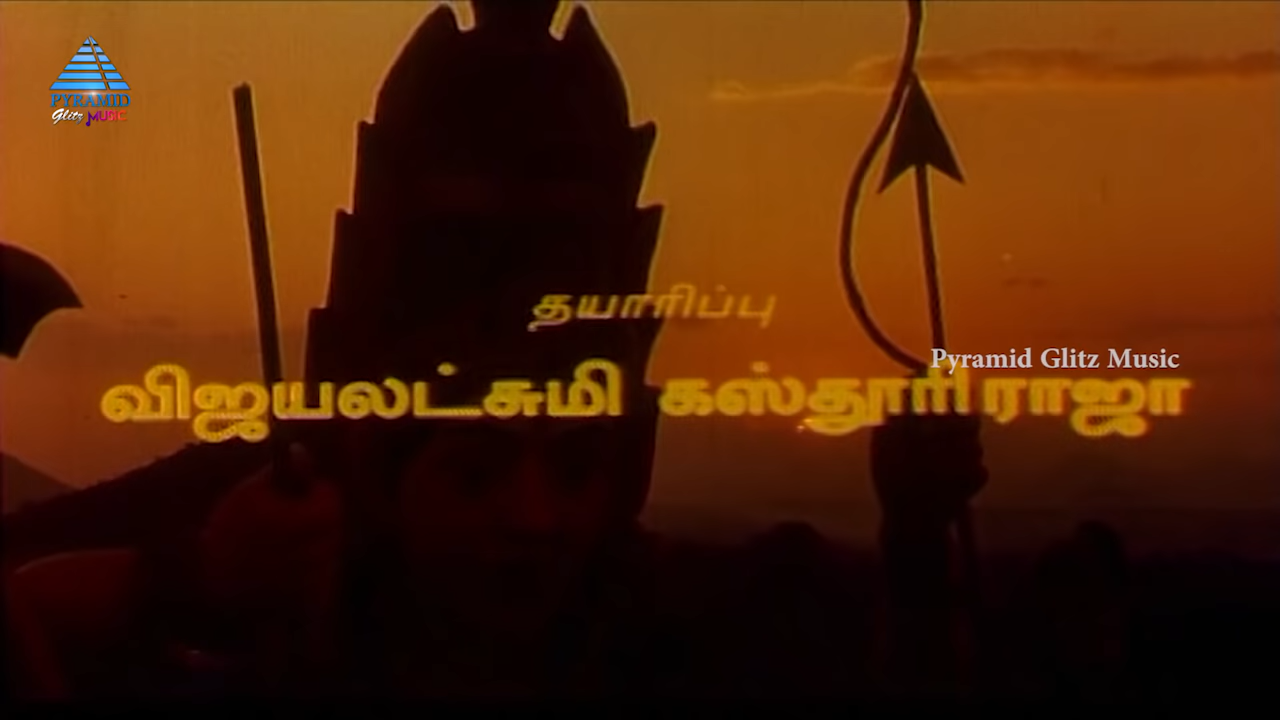 PYRAMID
Glitz MUSIC
தயாரிப்பு
Pyramid Glitz Music
விஜயலட்சுமி கஸ்தூரிராஜா